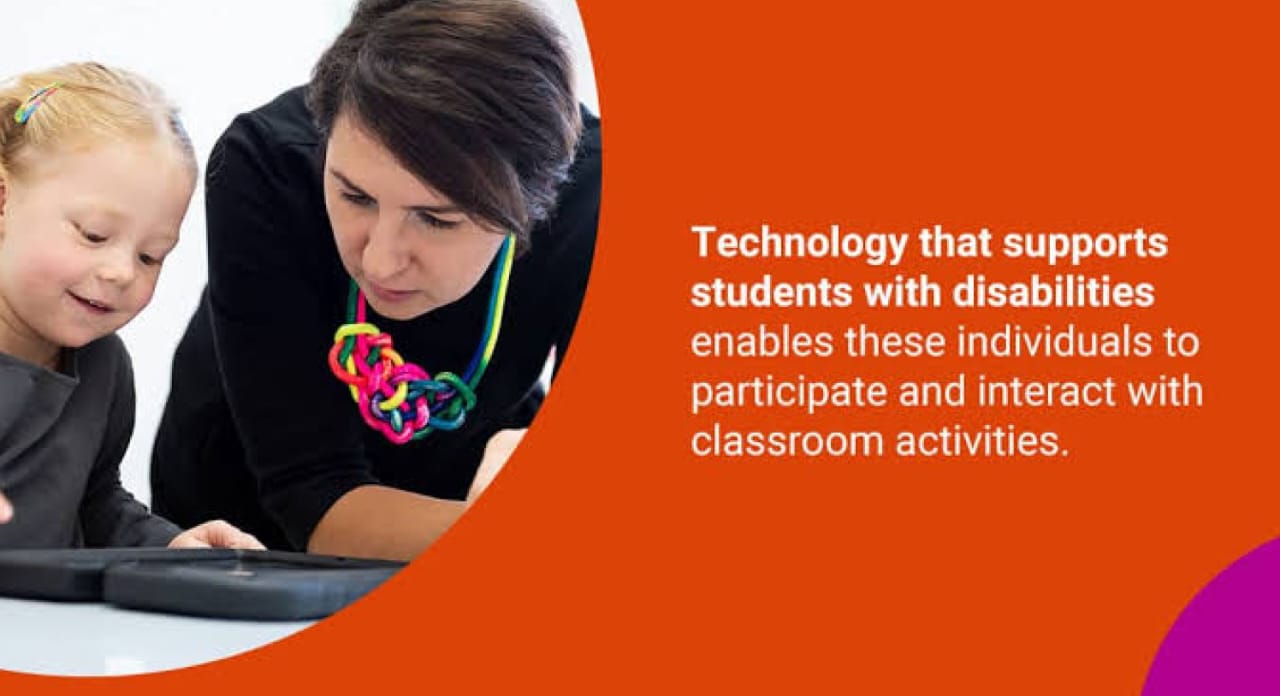 Technology that supports
students with disabilities
enables these individuals to
participate and interact with
classroom activities.